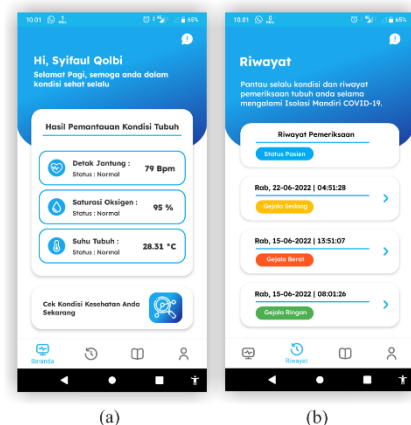 10.01
65%
Hi, Syifaul Qolbi
Selamat Pagi, semoga anda dalam
kondisi sehat selalu
Hasil Pemantauan Kondisi Tubuh
Detak Jantung :
Status : Normal
79 Bpm
Saturasi Oksigen :
Status : Normal
95 %
Suhu Tubuh :
Status : Normal
28.31 °C
Cek Kondisi Kesehatan Anda
Sekarang
Beranda
(a)
10.01
65%
Riwayat
Pantau selalu kondisi dan riwayat
pemeriksaan tubuh anda selama
mengalami Isolasi Mandiri COVID-19.
Riwayat Pemeriksaan
Status Pasien
Rab, 22-06-2022 | 04:51:28
Gejala Sedang
Rab, 15-06-2022 | 13:51:07
Gejala Berat
Rab, 15-06-2022 | 08:01:26
Gejala Ringan
Riwayat
(b)